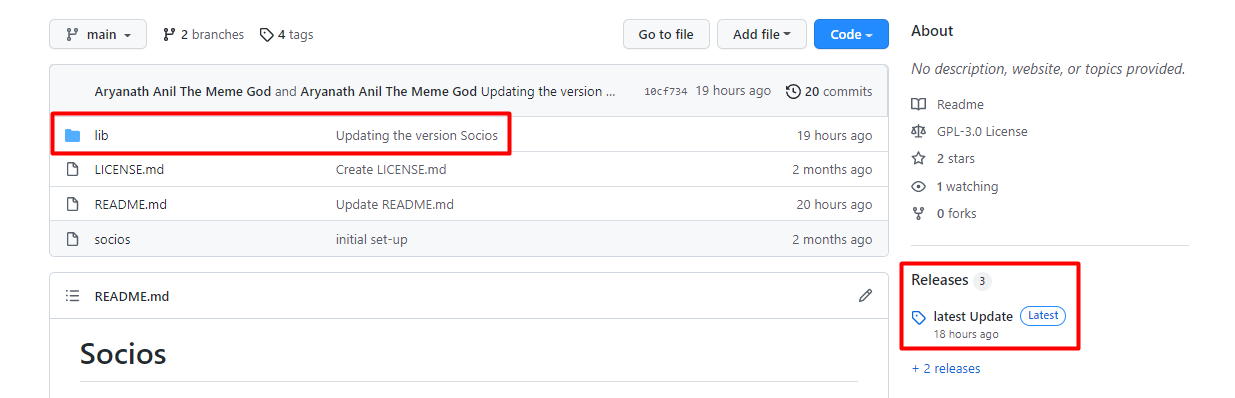 main 2 branches 4 tags Go to file Add file Code
Aryanath Anil The Meme God and Aryanath Anil The Meme God Updating the version ... 10cf734 19 hours ago 20 commits
lib Updating the version Socios 19 hours ago
LICENSE.md Create LICENSE.md 2 months ago
README.md Update README.md 20 hours ago
socios initial set-up 2 months ago
README.md
Socios
About
No description, website, or topics provided.
Readme
GPL-3.0 License
2 stars
1 watching
0 forks
Releases 3
latest Update Latest
18 hours ago
+ 2 releases